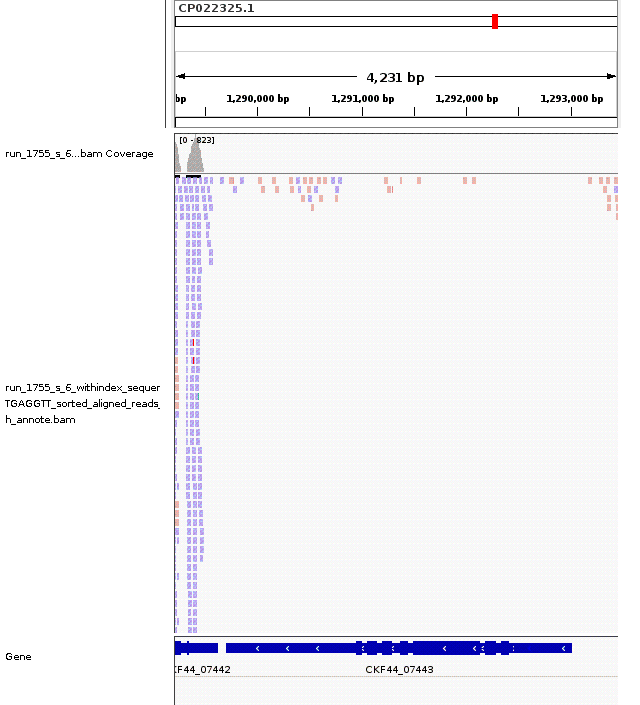 CP022325.1
4,231 bp
bp 1,290,000 bp 1,291,000 bp 1,292,000 bp 1,293,000 bp
[0 - 823]
run_1755_s_6...bam Coverage
run_1755_s_6_withindex_sequer
TGAGGTT_sorted_aligned_reads_
h_annote.bam
Gene
KF44_07442 CKF44_07443